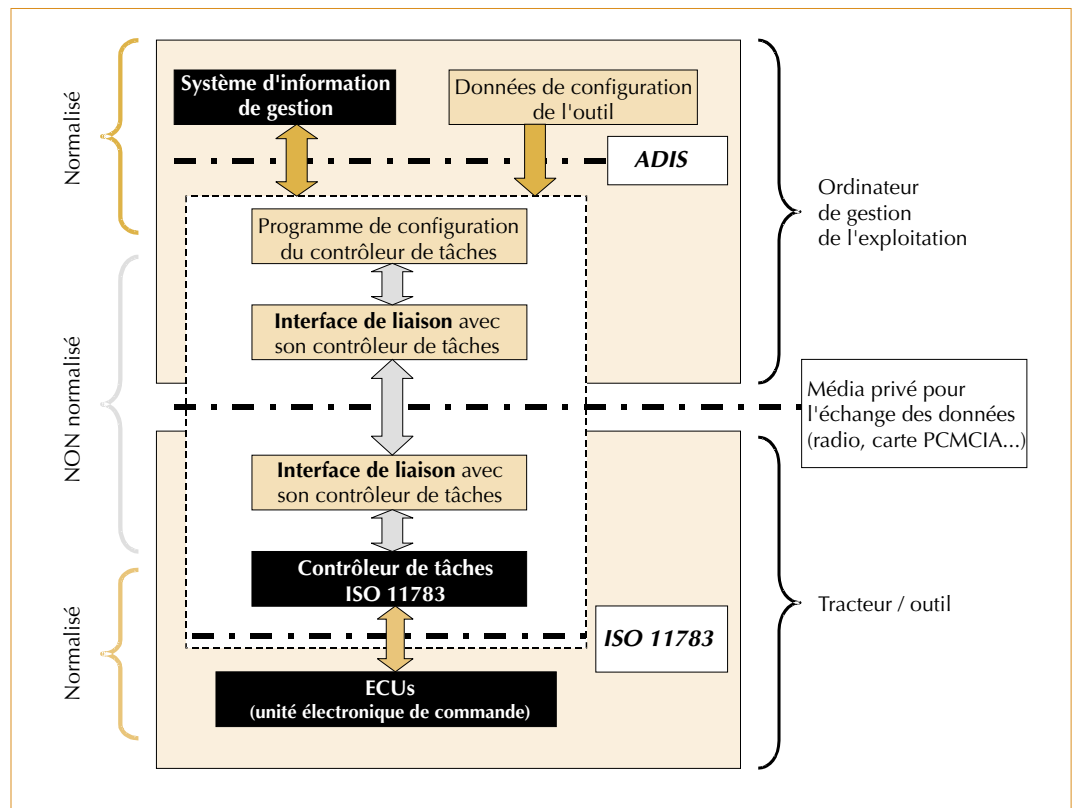 Normalisé
Système d'information
de gestion
Données de configuration
de l'outil
ADIS
Programme de configuration
du contrôleur de tâches
Ordinateur
de gestion
de l'exploitation
NON normalisé
Interface de liaison avec
son contrôleur de tâches
Média privé pour
l'échange des données
(radio, carte PCMCIA...)
Interface de liaison avec
son contrôleur de tâches
Contrôleur de tâches
ISO 11783
Tracteur / outil
Normalisé
ISO 11783
ECUs
(unité électronique de commande)